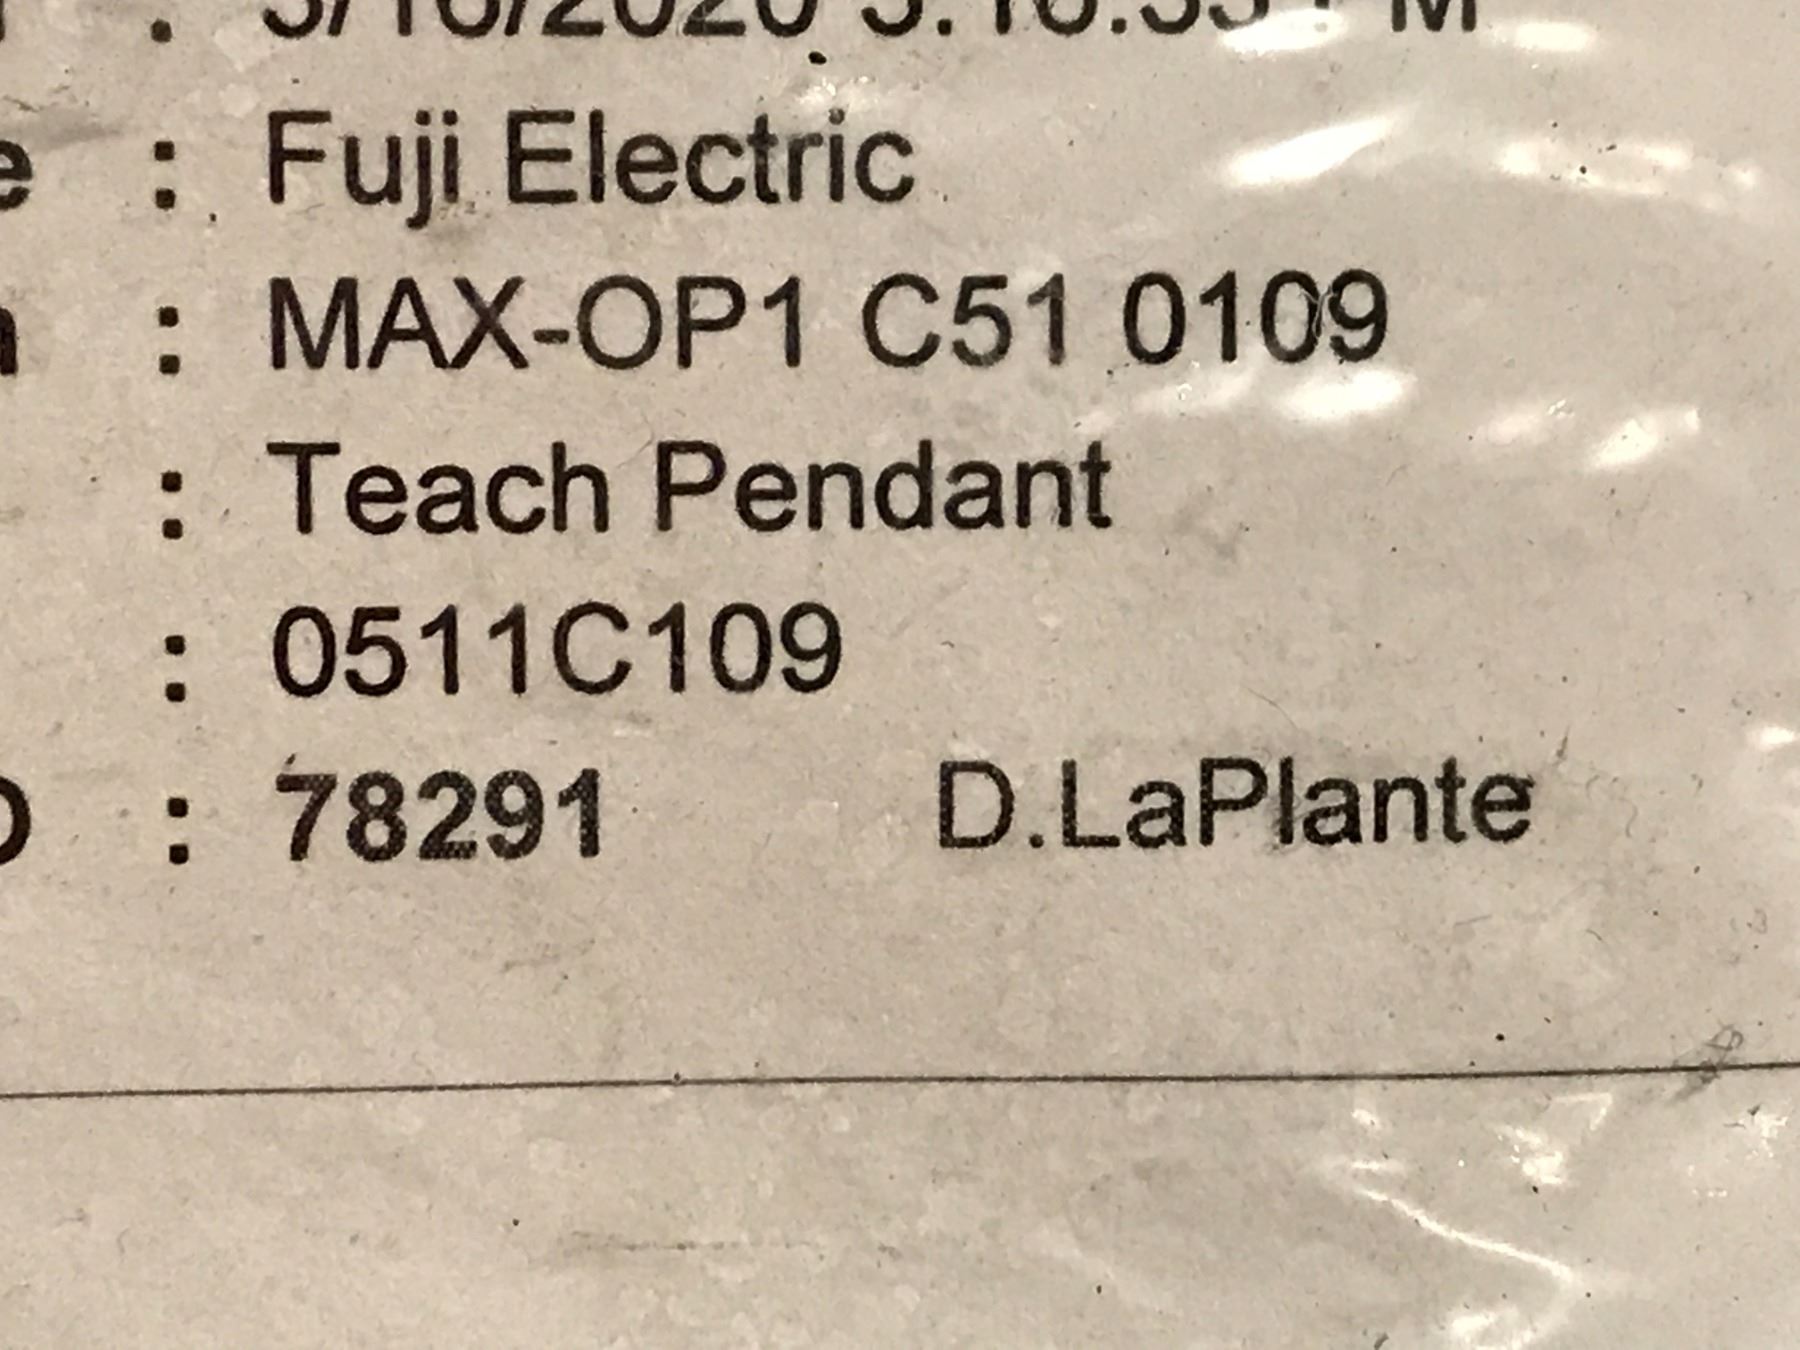 : Fuji Electric
: MAX-OP1 C51 0109
: Teach Pendant
: 0511C109
: 78291 D.LaPlante